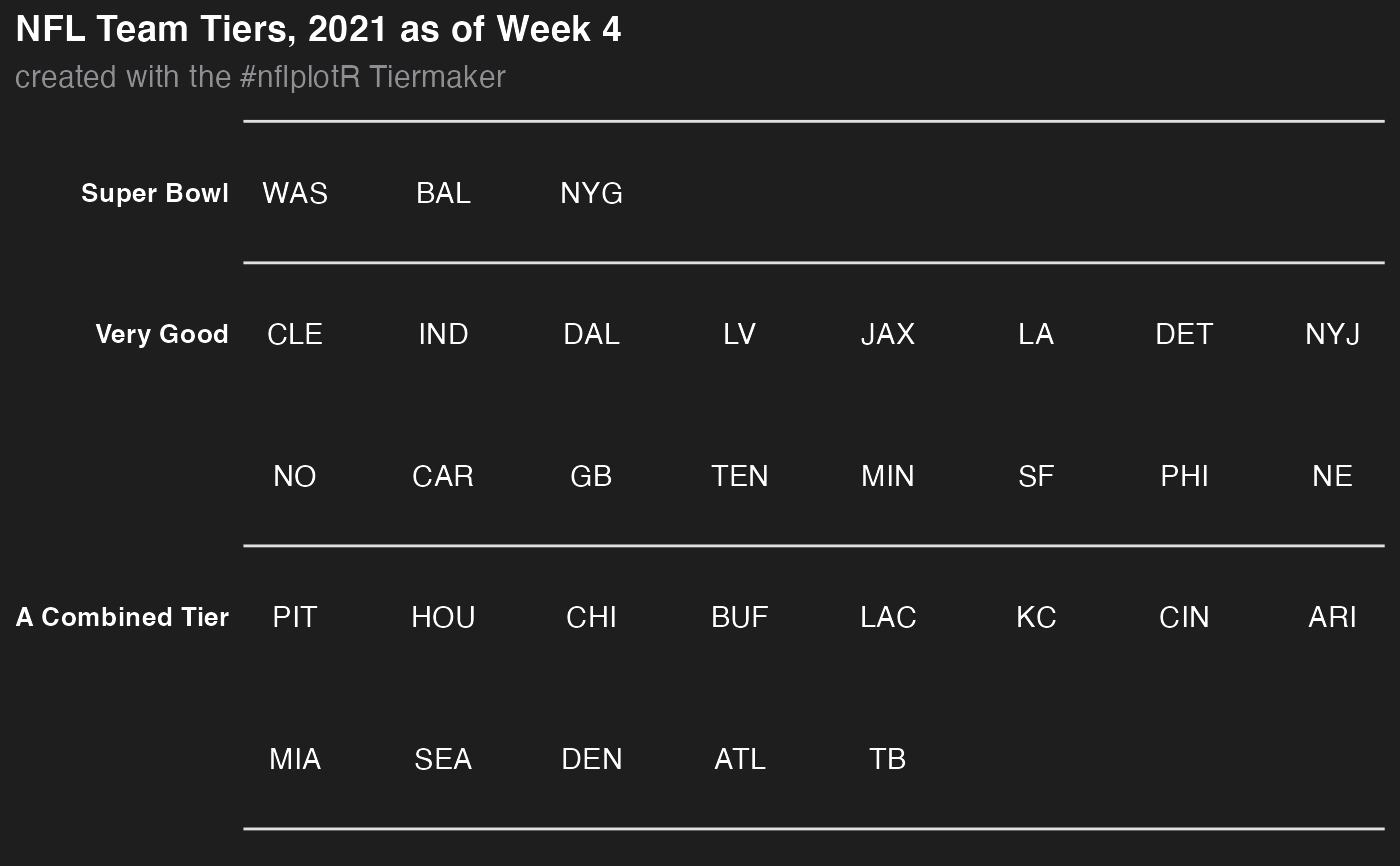 NFL Team Tiers, 2021 as of Week 4
created with the #nflplotR Tiermaker
Super Bowl WAS BAL NYG
Very Good CLE IND DAL LV JAX LA DET NYJ
NO CAR GB TEN MIN SF PHI NE
A Combined Tier PIT HOU CHI BUF LAC KC CIN ARI
MIA SEA DEN ATL TB